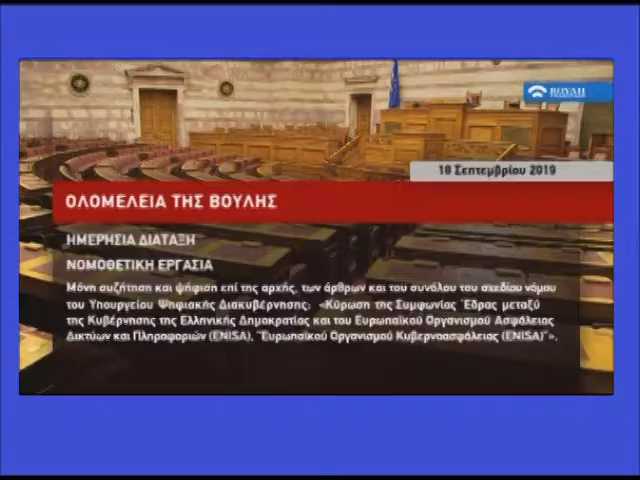 ΒΟΥΛΗ
18 Σεπτεμβρίου 2019
ΟΛΟΜΕΛΕΙΑ ΤΗΣ ΒΟΥΛΗΣ
ΗΜΕΡΗΣΙΑ ΔΙΑΤΑΞΗ
ΝΟΜΟΘΕΤΙΚΗ ΕΡΓΑΣΙΑ
Μόνη συζήτηση και ψήφιση επί της αρχής, των άρθρων και του συνόλου του σχεδίου νόμου
του Υπουργείου Ψηφιακής Διακυβέρνησης: «Κύρωση της Συμφωνίας Έδρας μεταξύ
της Κυβέρνησης της Ελληνικής Δημοκρατίας και του Ευρωπαϊκού Οργανισμού Ασφάλειας
Δικτύων και Πληροφοριών (ENISA), "Ευρωπαϊκού Οργανισμού Κυβερνοασφάλειας (ENISA)"».